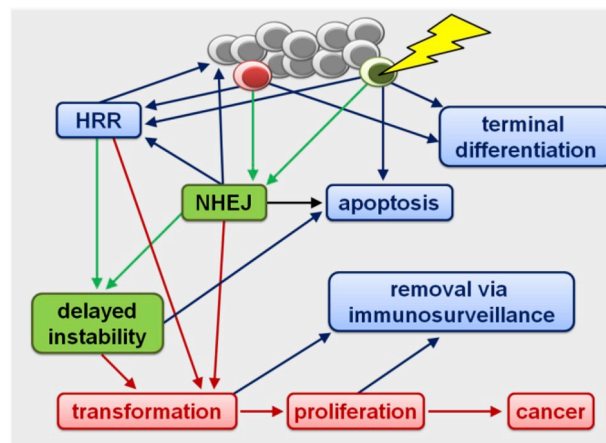 HRR
terminal
differentiation
NHEJ
apoptosis
delayed
instability
removal via
immunosurveillance
transformation
proliferation
cancer